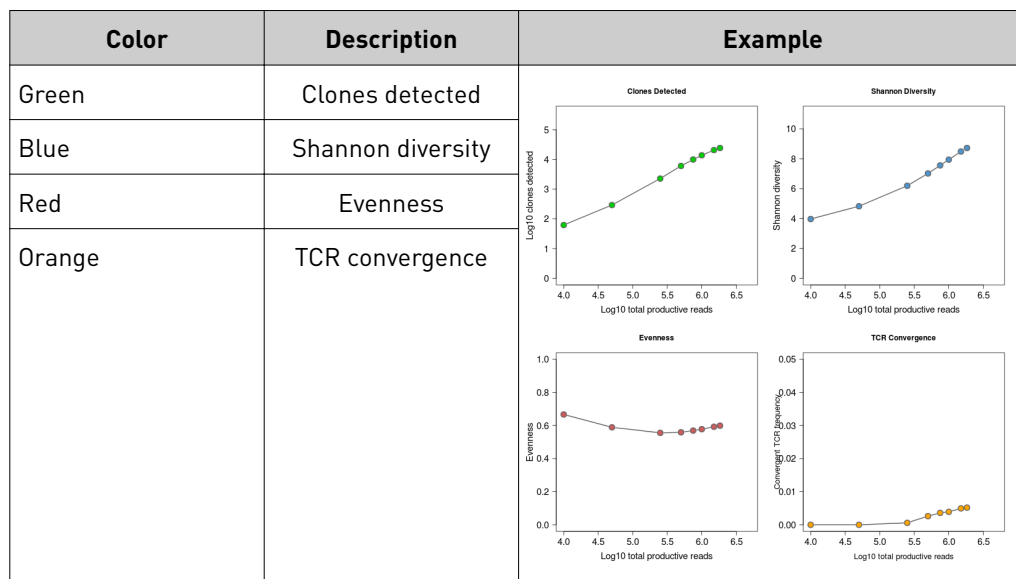 Color Description Example
Green Clones detected
Blue Shannon diversity
Red Evenness
Orange TCR convergence
Clones Detected
Log10 clones detected
5
4
3
2
1
0
4.0 4.5 5.0 5.5 6.0 6.5
Log10 total productive reads
Shannon Diversity
Shannon diversity
10
8
6
4
2
0
4.0 4.5 5.0 5.5 6.0 6.5
Log10 total productive reads
Evenness
Evenness
1.0
0.8
0.6
0.4
0.2
0.0
4.0 4.5 5.0 5.5 6.0 6.5
Log10 total productive reads
TCR Convergence
Convergent TCR frequency
0.05
0.04
0.03
0.02
0.01
0.00
4.0 4.5 5.0 5.5 6.0 6.5
Log10 total productive reads